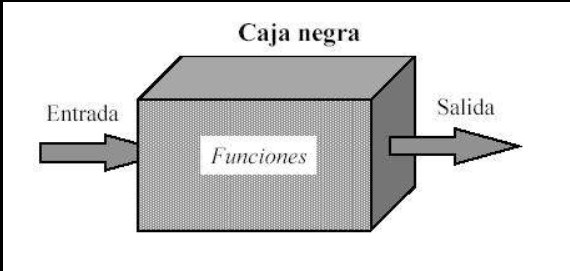 Caja negra
Entrada
Salida
Funciones